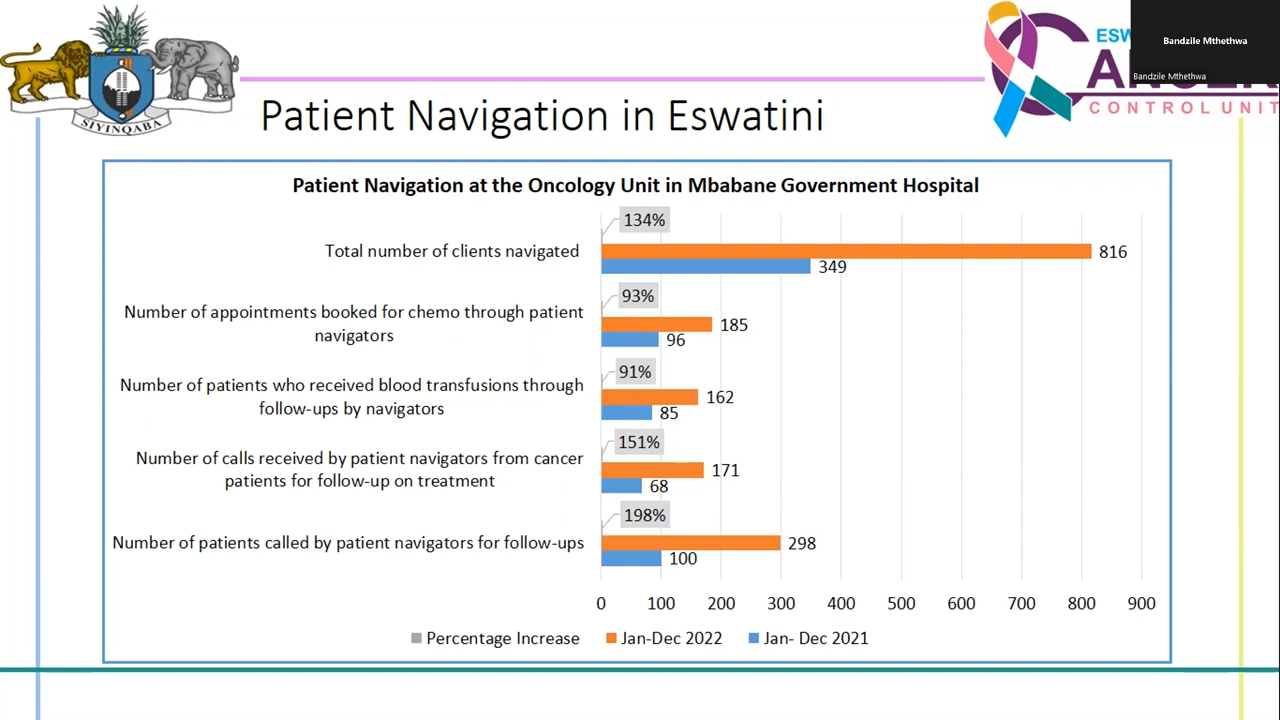 SIYINQABA
Bandzile Mthethwa
Bandzile Mthethwa
CONTROL UNIT
Patient Navigation in Eswatini
Patient Navigation at the Oncology Unit in Mbabane Government Hospital
134%
Total number of clients navigated
816
349
93%
Number of appointments booked for chemo through patient
navigators
185
96
91%
Number of patients who received blood transfusions through
follow-ups by navigators
162
85
151%
Number of calls received by patient navigators from cancer
patients for follow-up on treatment
171
68
198%
Number of patients called by patient navigators for follow-ups
298
100
0 100 200 300 400 500 600 700 800 900
Percentage Increase Jan-Dec 2022 Jan- Dec 2021